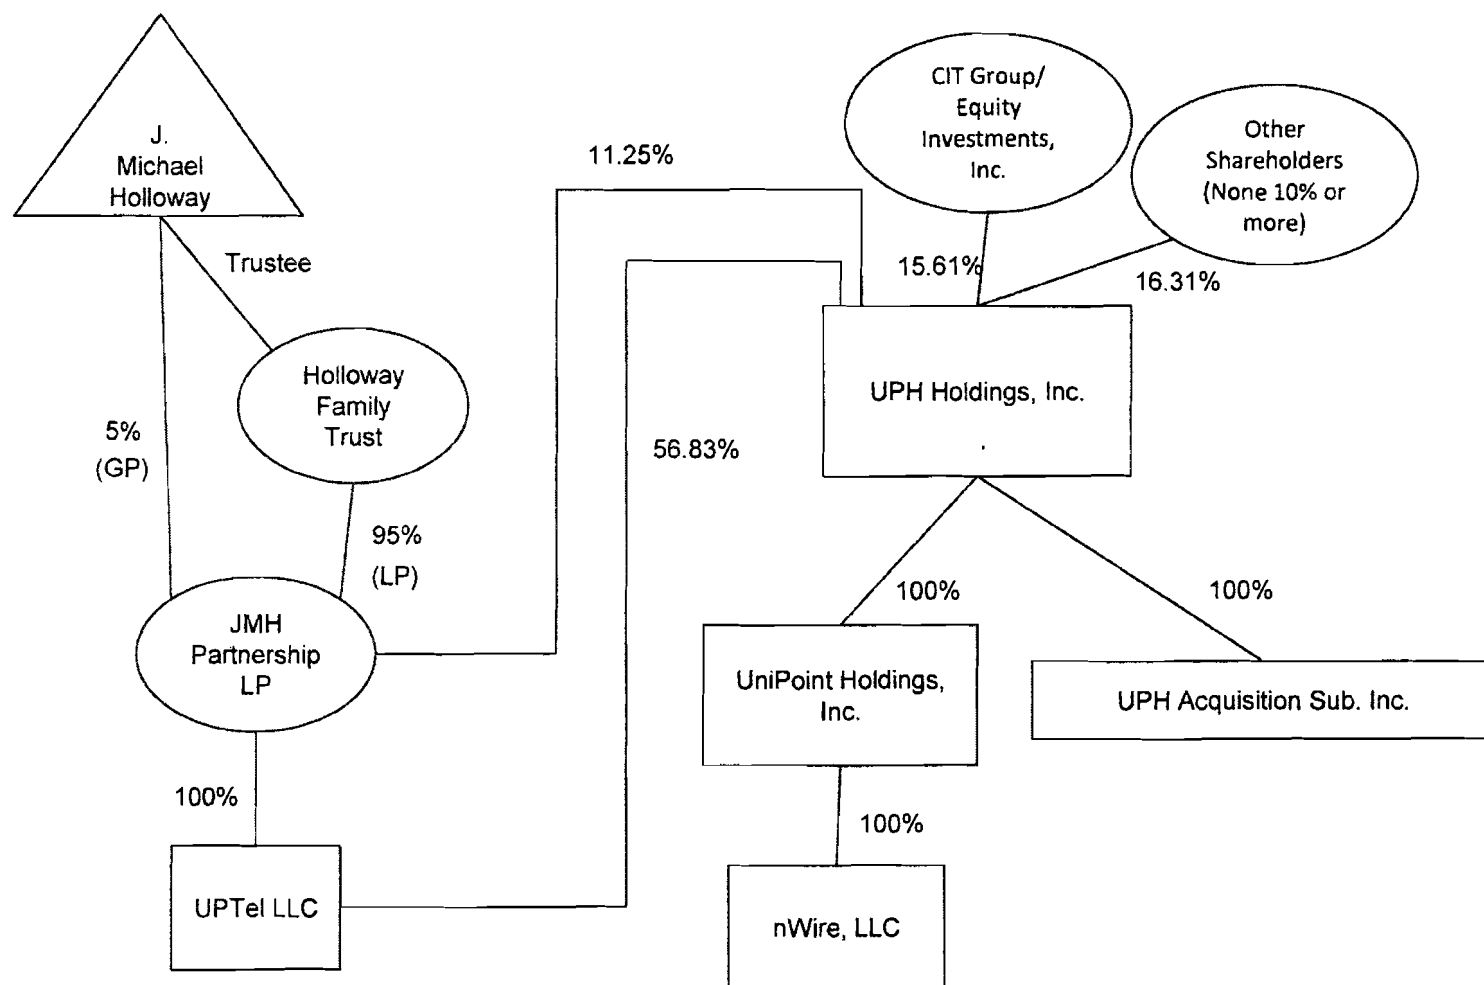 J.
Michael
Holloway
Trustee
5%
(GP)
Holloway
Family
Trust
95%
(LP)
JMH
Partnership
LP
100%
UPTel LLC
11.25%
56.83%
CIT Group/
Equity
Investments,
Inc.
Other
Shareholders
(None 10% or
more)
15.61%
16.31%
UPH Holdings, Inc.
100%
100%
UniPoint Holdings,
Inc.
UPH Acquisition Sub. Inc.
100%
nWire, LLC